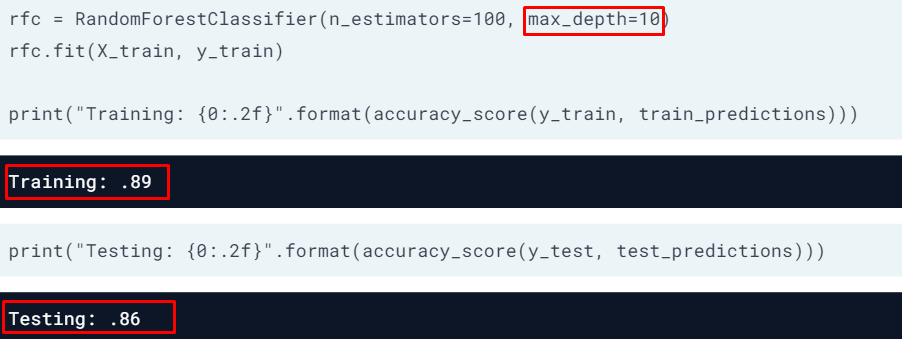 rfc = RandomForestClassifier(n_estimators=100, max_depth=10)
rfc.fit(X_train, y_train)
print("Training: {0:.2f}".format(accuracy_score(y_train, train_predictions)))
Training: .89
print("Testing: {0:.2f}".format(accuracy_score(y_test, test_predictions)))
Testing: .86